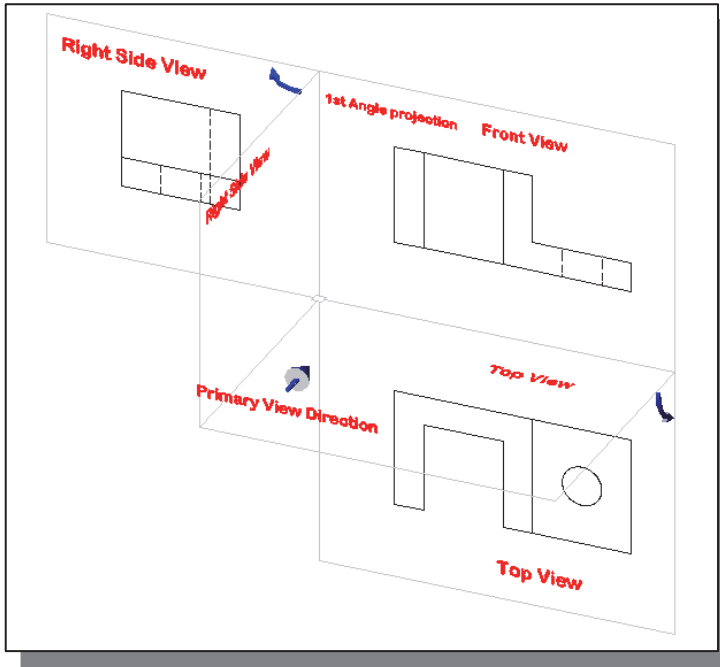 Right Side View
1st Angle projection
Front View
Right Side View
Top View
Primary View Direction
Top View